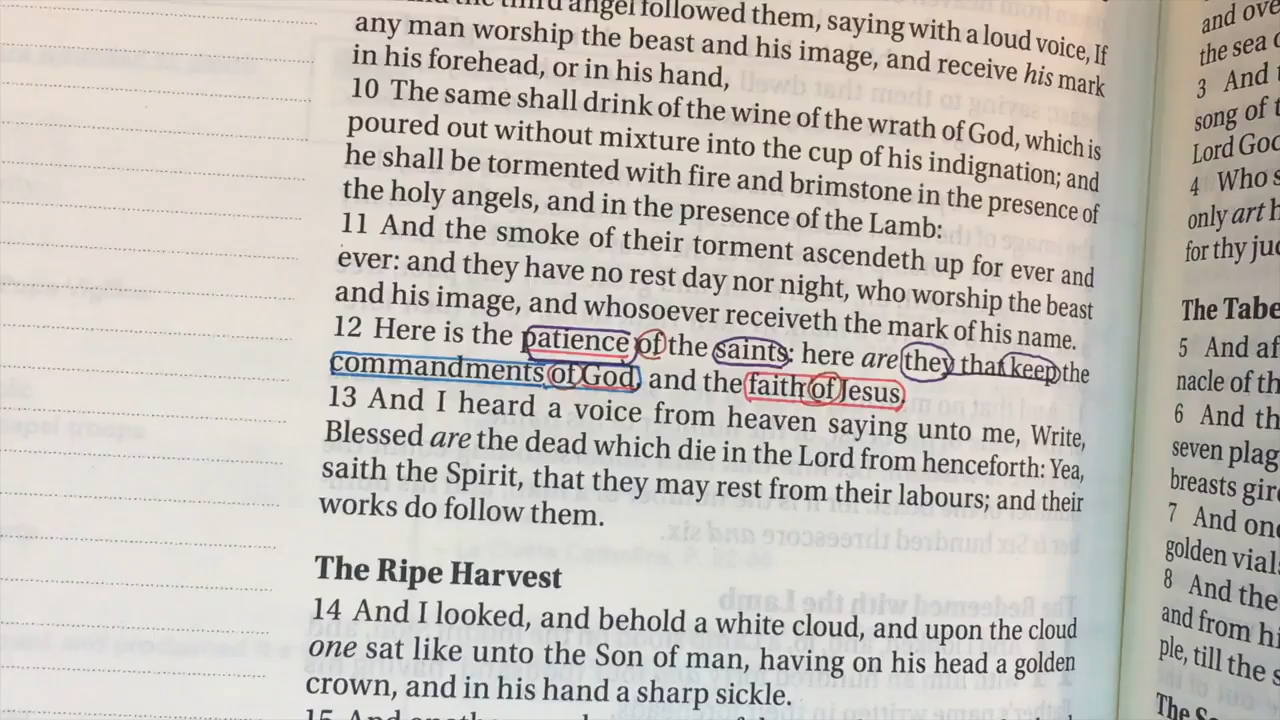 third angel followed them, saying with a loud voice, If
any man worship the beast and his image, and receive his mark
in his forehead, or in his hand,
10 The same shall drink of the wine of the wrath of God, which is
poured out without mixture into the cup of his indignation; and
he shall be tormented with fire and brimstone in the presence of
the holy angels, and in the presence of the Lamb:
11 And the smoke of their torment ascendeth up for ever and
ever: and they have no rest day nor night, who worship the beast
and his image, and whosoever receiveth the mark of his name.
12 Here is the patience of the saints: here are they that keep the
commandments of God, and the faith of Jesus.
13 And I heard a voice from heaven saying unto me, Write,
Blessed are the dead which die in the Lord from henceforth: Yea,
saith the Spirit, that they may rest from their labours; and their
works do follow them.
The Ripe Harvest
14 And I looked, and behold a white cloud, and upon the cloud
one sat like unto the Son of man, having on his head a golden
crown, and in his hand a sharp sickle.
15 And
and ove
the sea
3 And
song of
Lord Go
4 Who s
only art
for thy ju
The Tabe
5 And af
nacle of th
6 And th
seven plag
breasts gir
7 And on
golden vial
8 And the
and from hi
ple, till the s
The